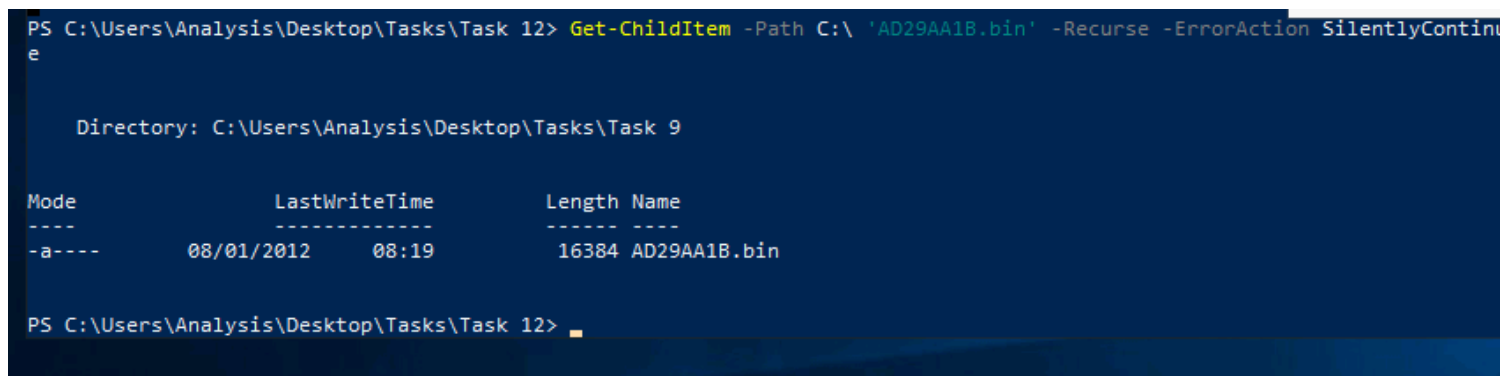 PS C:\Users\Analysis\Desktop\Tasks\Task 12> Get-ChildItem -Path C:\ 'AD29AA1B.bin' -Recurse -ErrorAction SilentlyContinu
e
Directory: C:\Users\Analysis\Desktop\Tasks\Task 9
Mode LastWriteTime Length Name
---- ------------- ------ ----
-a---- 08/01/2012 08:19 16384 AD29AA1B.bin
PS C:\Users\Analysis\Desktop\Tasks\Task 12>